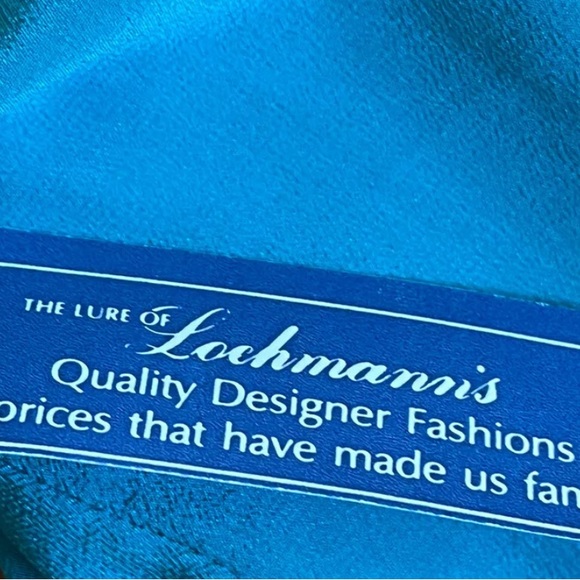 THE LURE OF Lochmann's
Quality Designer Fashions
prices that have made us fam